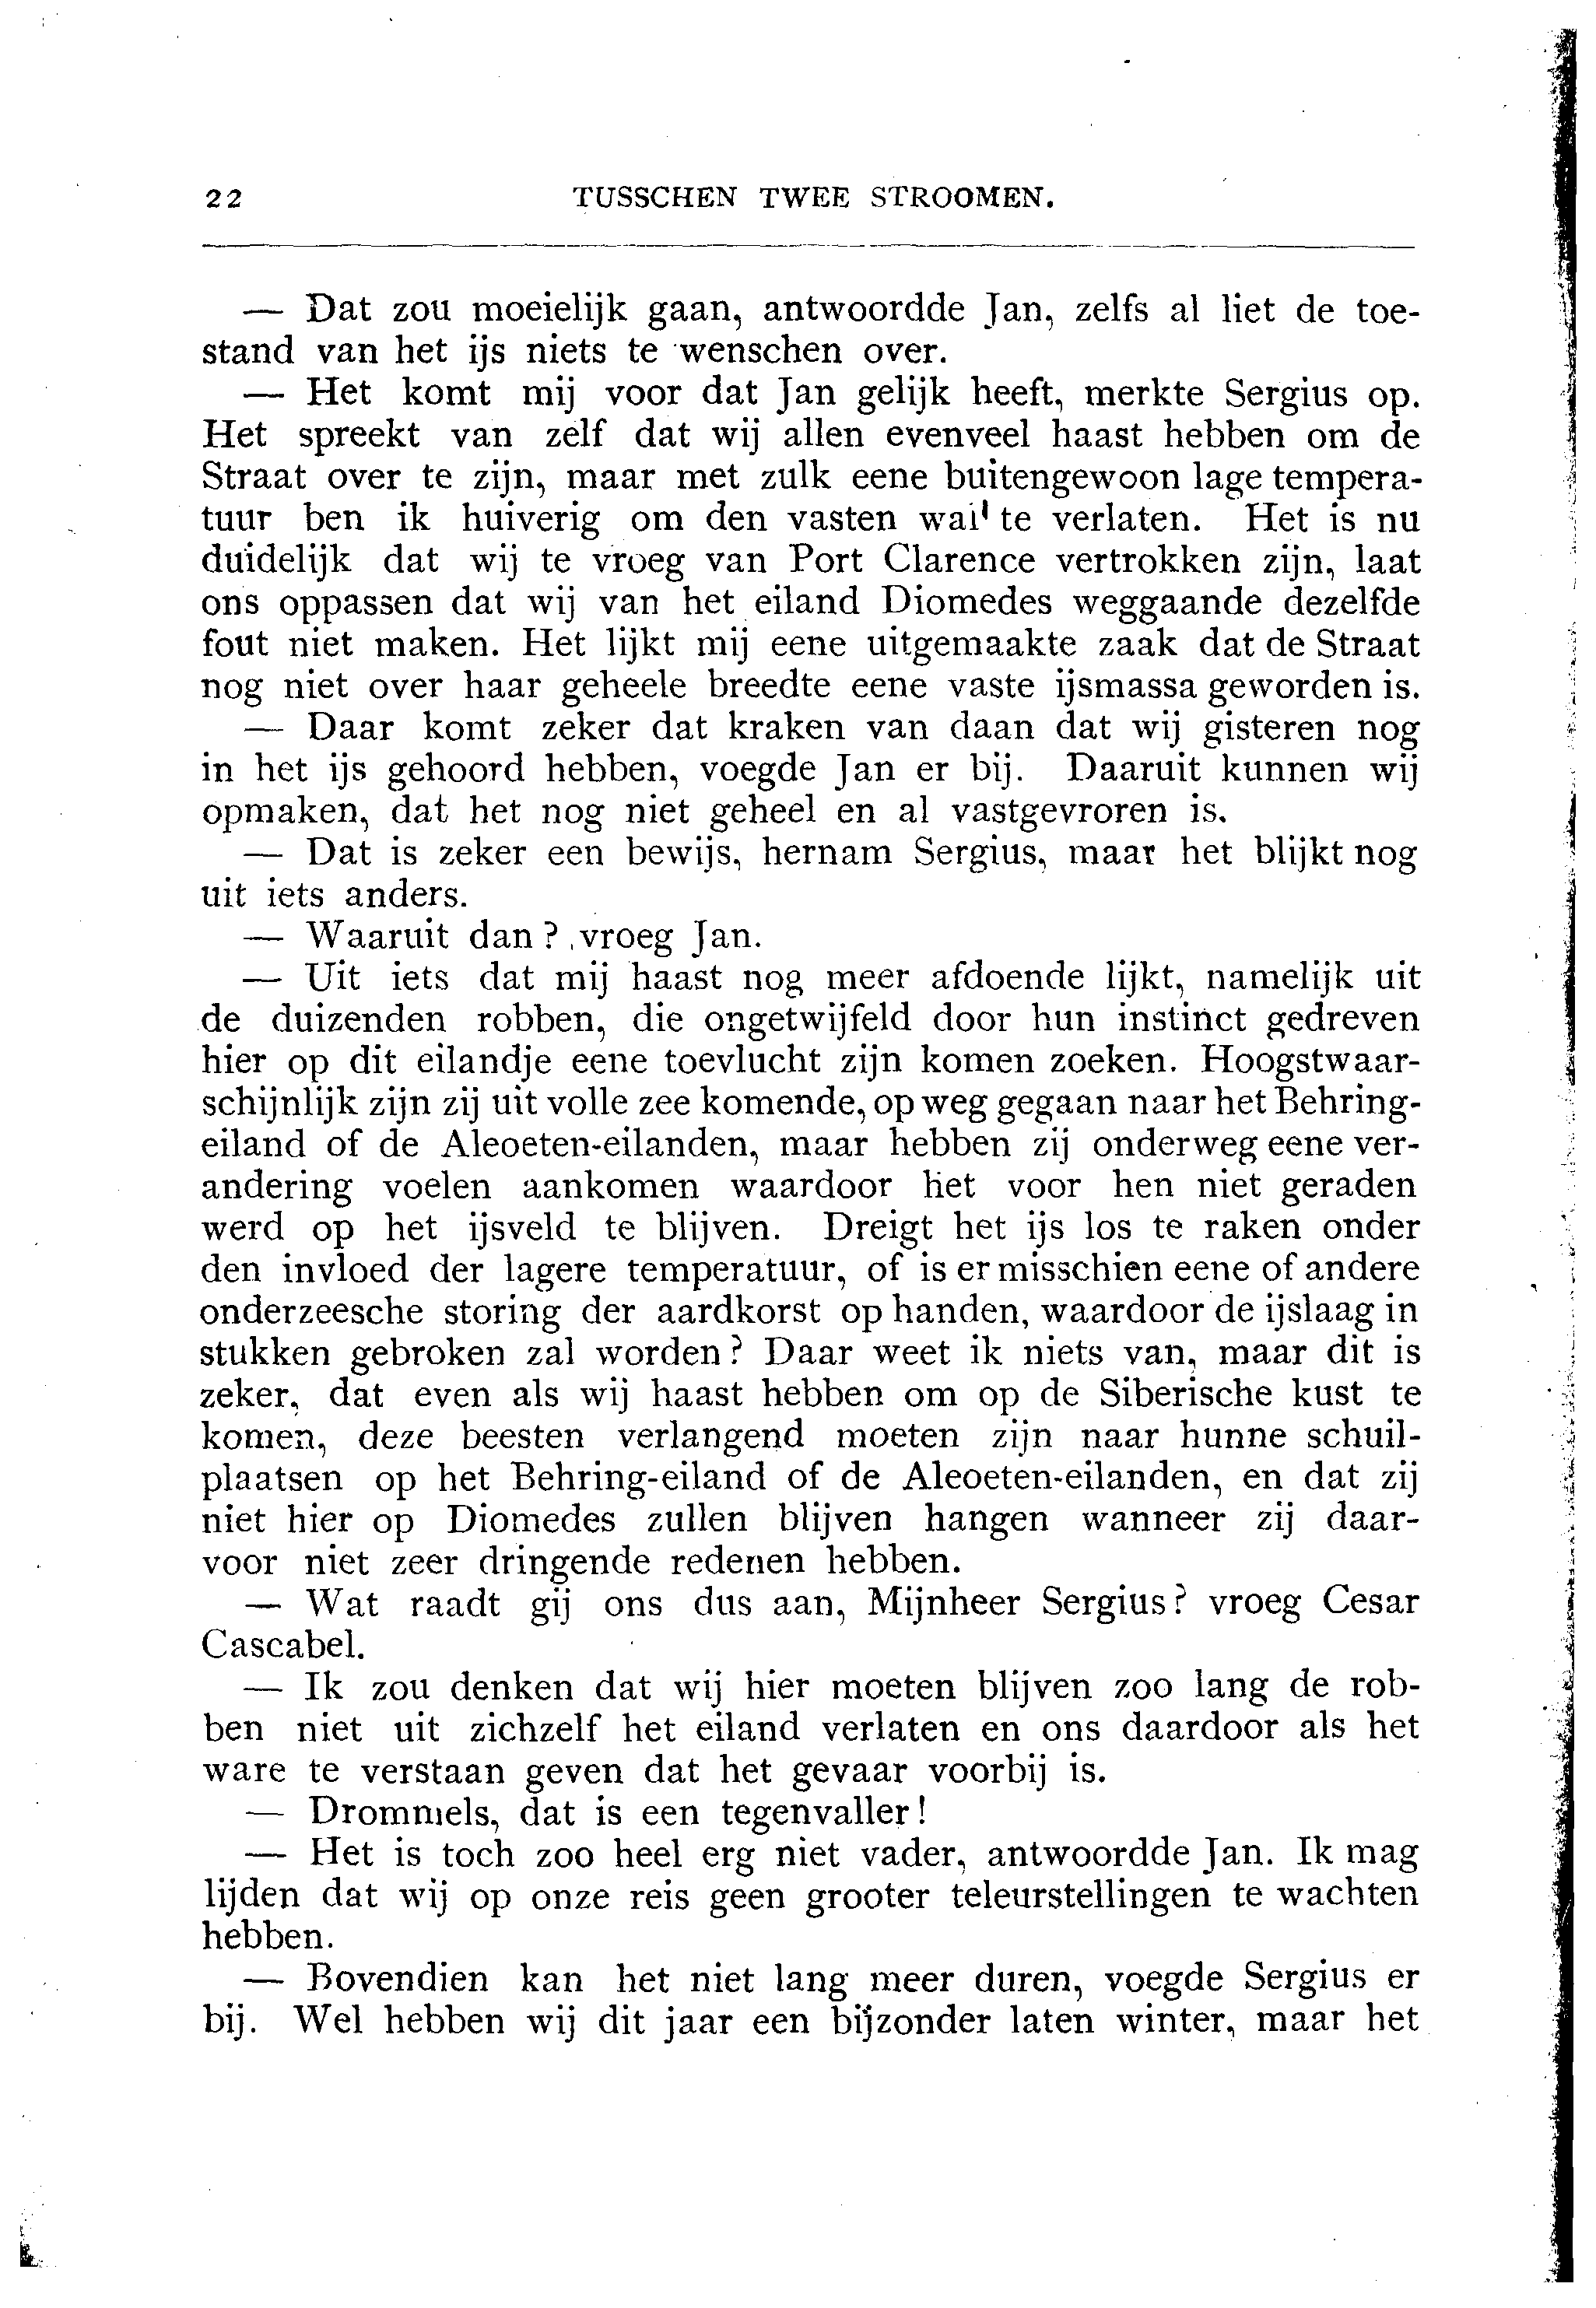 22 TUSSCHEN TWEE STROOMEN.
— Dat zou moeielijk gaan, antwoordde Jan, zelfs al liet de toe-
stand van het ijs niets te wenschen over.
— Het komt mij voor dat Jan gelijk heeft, merkte Sergius op.
Het spreekt van zelf dat wij allen evenveel haast hebben om de
Straat over te zijn, maar met zulk eene buitengewoon lage tempera-
tuur ben ik huiverig om den vasten wal te verlaten. Het is nu
duidelijk dat wij te vroeg van Port Clarence vertrokken zijn, laat
ons oppassen dat wij van het eiland Diomedes weggaande dezelfde
fout niet maken. Het lijkt mij eene uitgemaakte zaak dat de Straat
nog niet over haar geheele breedte eene vaste ijsmassa geworden is.
— Daar komt zeker dat kraken van daan dat wij gisteren nog
in het ijs gehoord hebben, voegde Jan er bij. Daaruit kunnen wij
opmaken, dat het nog niet geheel en al vastgevroren is.
— Dat is zeker een bewijs, hernam Sergius, maar het blijkt nog
uit iets anders.
— Waaruit dan? vroeg Jan.
— Uit iets dat mij haast nog meer afdoende lijkt, namelijk uit
de duizenden robben, die ongetwijfeld door hun instinct gedreven
hier op dit eilandje eene toevlucht zijn komen zoeken. Hoogstwaar-
schijnlijk zijn zij uit volle zee komende, op weg gegaan naar het Behring-
eiland of de Aleoeten-eilanden, maar hebben zij onderweg eene ver-
andering voelen aankomen waardoor het voor hen niet geraden
werd op het ijsveld te blijven. Dreigt het ijs los te raken onder
den invloed der lagere temperatuur, of is er misschien eene of andere
onderzeesche storing der aardkorst op handen, waardoor de ijslaag in
stukken gebroken zal worden? Daar weet ik niets van, maar dit is
zeker, dat even als wij haast hebben om op de Siberische kust te
komen, deze beesten verlangend moeten zijn naar hunne schuil-
plaatsen op het Behring-eiland of de Aleoeten-eilanden, en dat zij
niet hier op Diomedes zullen blijven hangen wanneer zij daar-
voor niet zeer dringende redenen hebben.
— Wat raadt gij ons dus aan, Mijnheer Sergius? vroeg Cesar
Cascabel.
— Ik zou denken dat wij hier moeten blijven zoo lang de rob-
ben niet uit zichzelf het eiland verlaten en ons daardoor als het
ware te verstaan geven dat het gevaar voorbij is.
— Drommels, dat is een tegenvaller!
— Het is toch zoo heel erg niet vader, antwoordde Jan. Ik mag
lijden dat wij op onze reis geen grooter teleurstellingen te wachten
hebben.
— Bovendien kan het niet lang meer duren, voegde Sergius er
bij. Wel hebben wij dit jaar een bijzonder laten winter, maar het